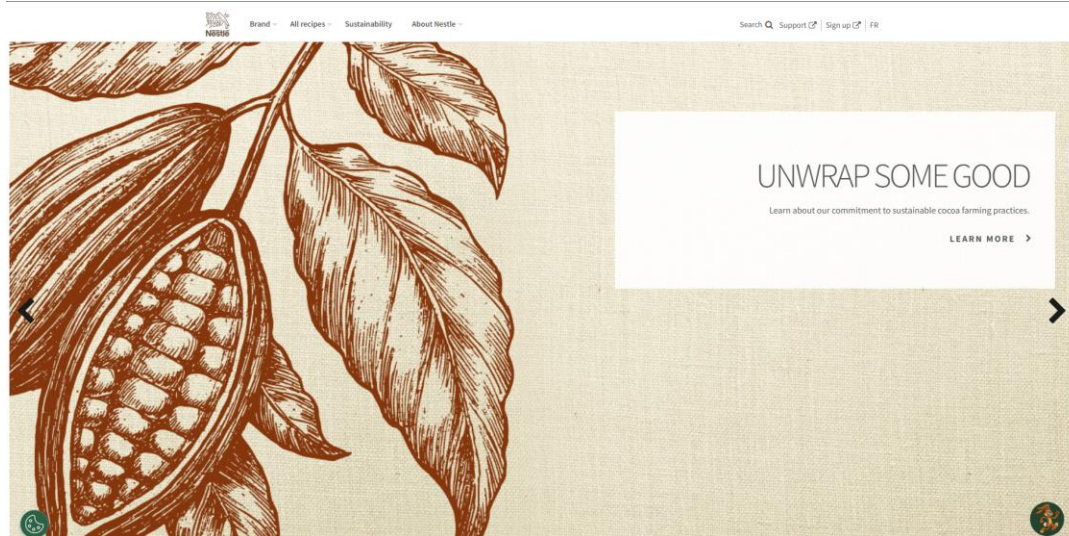 Nestlé
Brand
All recipes
Sustainability
About Nestle
Search
Support
Sign up
FR
UNWRAP SOME GOOD
Learn about our commitment to sustainable cocoa farming practices.
LEARN MORE